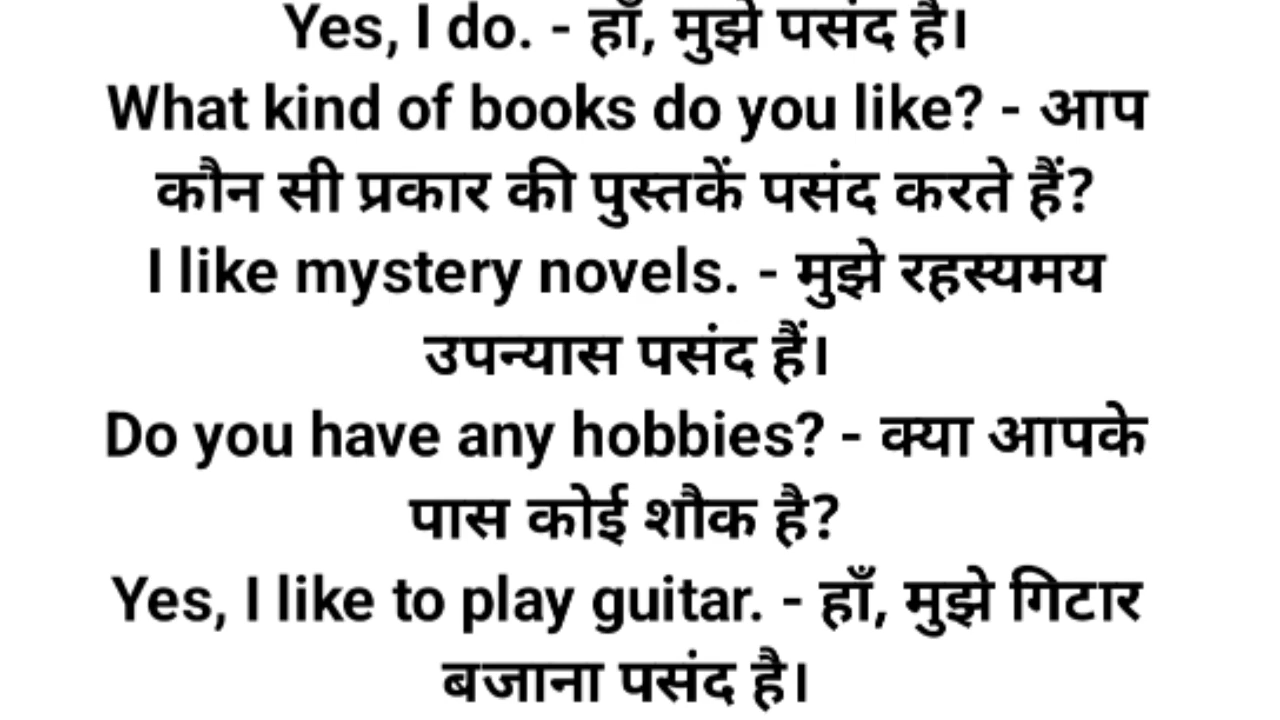 Yes, I do. - हाँ, मुझे पसंद है।
What kind of books do you like? - आप
कौन सी प्रकार की पुस्तकें पसंद करते हैं?
I like mystery novels. - मुझे रहस्यमय
उपन्यास पसंद हैं।
Do you have any hobbies? - क्या आपके
पास कोई शौक है?
Yes, I like to play guitar. - हाँ, मुझे गिटार
बजाना पसंद है।